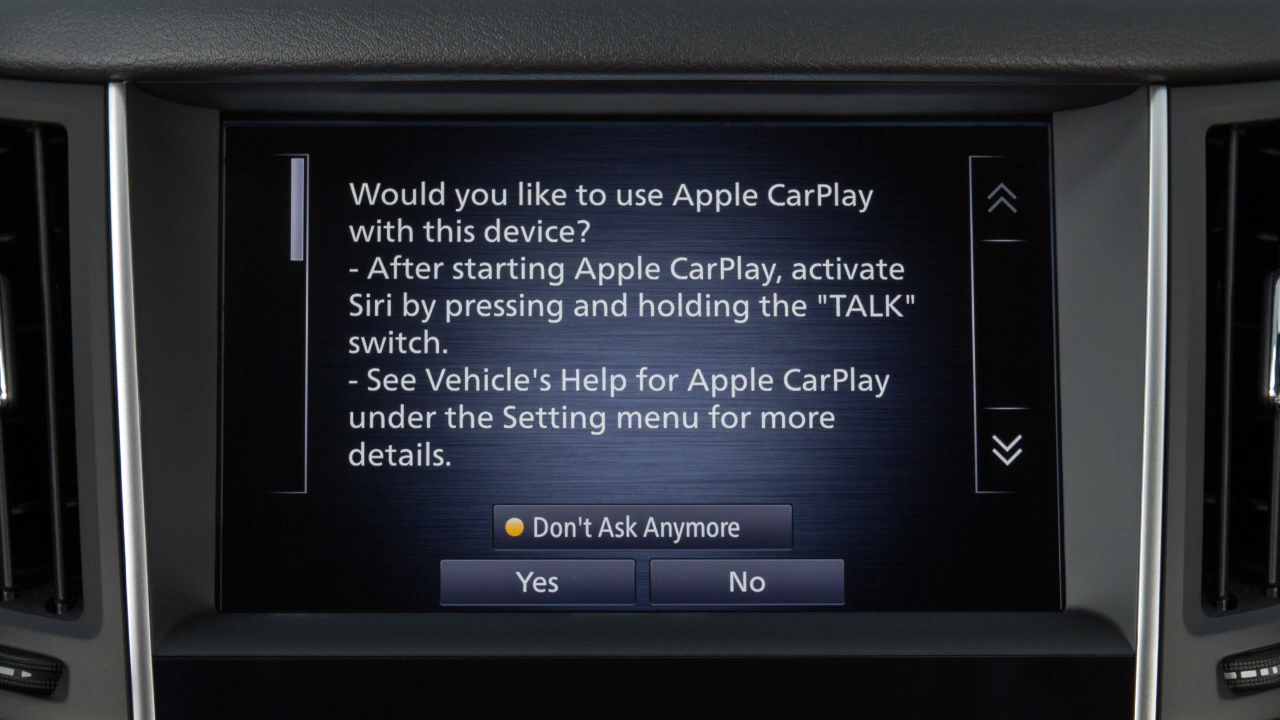 Would you like to use Apple CarPlay
with this device?
- After starting Apple CarPlay, activate
Siri by pressing and holding the "TALK"
switch.
- See Vehicle's Help for Apple CarPlay
under the Setting menu for more
details.
Don't Ask Anymore
Yes No